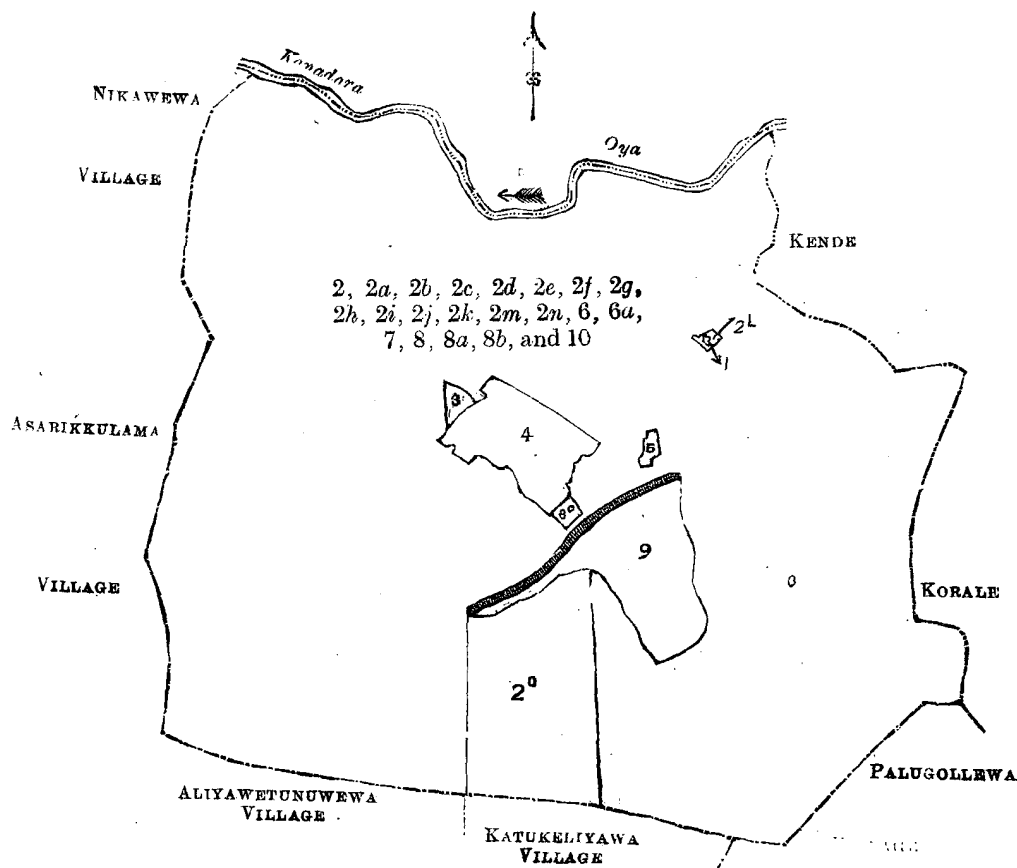 Kanadara
Oya
NIKAWEWA
VILLAGE
KENDE
2, 2a, 2b, 2c, 2d, 2e, 2f, 2g,
2h, 2i, 2j, 2k, 2m, 2n, 6, 6a,
7, 8, 8a, 8b, and 10
2L
1
3
4
5
ASARIKKULAMA
9
VILLAGE
KORALE
2o
PALUGOLLEWA
ALIYAWETUNUWEWA
VILLAGE
KATUKELIYAWA
VILLAGE